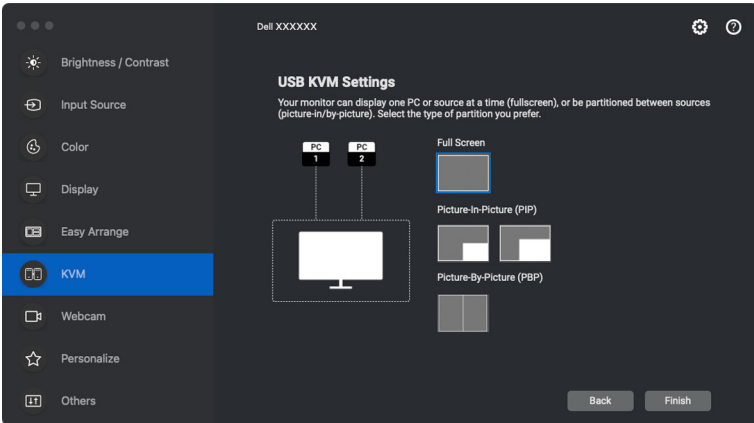 Dell XXXXXX
Brightness / Contrast
Input Source
Color
Display
Easy Arrange
KVM
Webcam
Personalize
Others
USB KVM Settings
Your monitor can display one PC or source at a time (fullscreen), or be partitioned between sources
(picture-in/by-picture). Select the type of partition you prefer.
PC
1
PC
2
Full Screen
Picture-In-Picture (PIP)
Picture-By-Picture (PBP)
Back
Finish